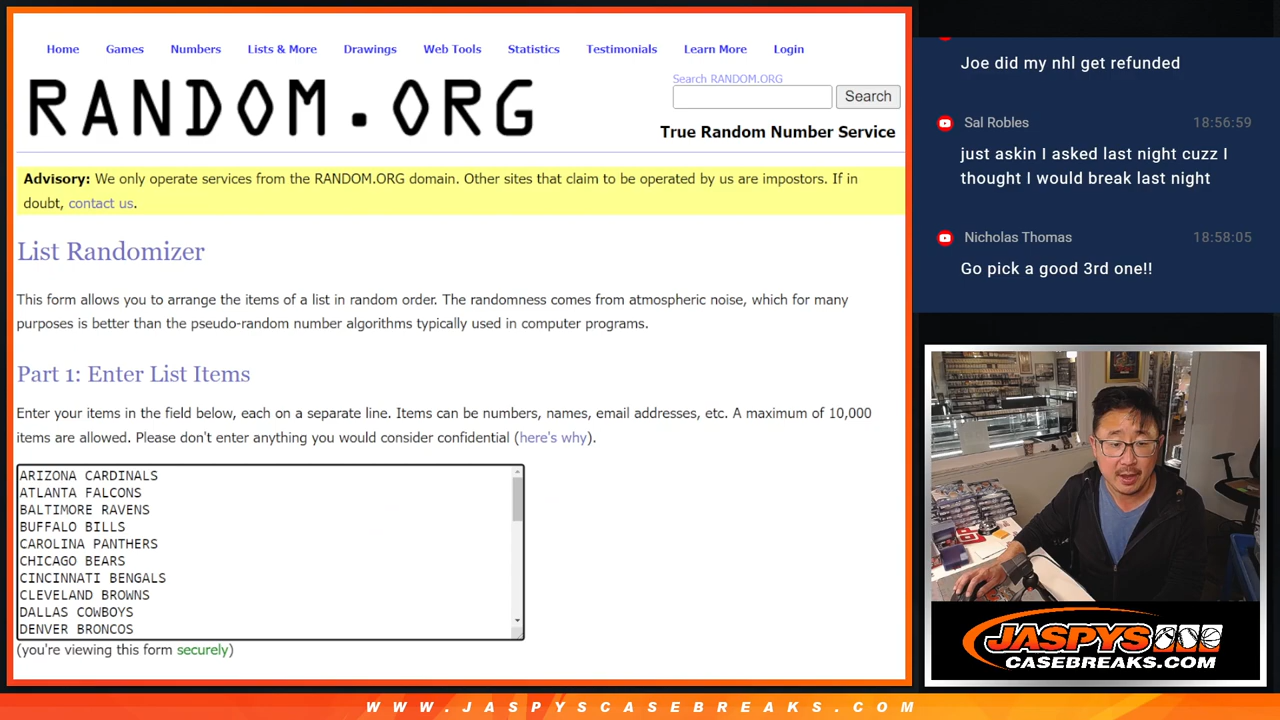 Home Games Numbers Lists & More Drawings Web Tools Statistics Testimonials Learn More Login
RANDOM.ORG
Search RANDOM.ORG
Search
True Random Number Service
Advisory: We only operate services from the RANDOM.ORG domain. Other sites that claim to be operated by us are impostors. If in
doubt, contact us.
List Randomizer
This form allows you to arrange the items of a list in random order. The randomness comes from atmospheric noise, which for many
purposes is better than the pseudo-random number algorithms typically used in computer programs.
Part 1: Enter List Items
Enter your items in the field below, each on a separate line. Items can be numbers, names, email addresses, etc. A maximum of 10,000
items are allowed. Please don't enter anything you would consider confidential (here's why).
ARIZONA CARDINALS
ATLANTA FALCONS
BALTIMORE RAVENS
BUFFALO BILLS
CAROLINA PANTHERS
CHICAGO BEARS
CINCINNATI BENGALS
CLEVELAND BROWNS
DALLAS COWBOYS
DENVER BRONCOS
(you're viewing this form securely)
Joe did my nhl get refunded
Sal Robles 18:56:59
just askin I asked last night cuzz I
thought I would break last night
Nicholas Thomas 18:58:05
Go pick a good 3rd one!!
JASPYS
CASEBREAKS.COM
WWW.JASPYSCASEBREAKS.COM